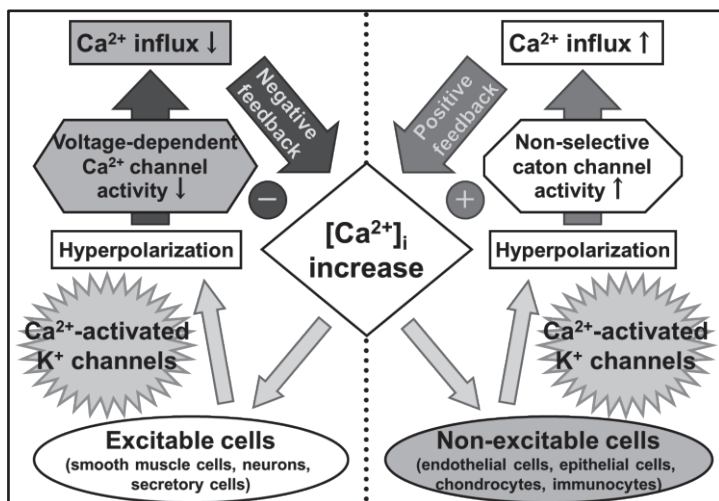 Ca²⁺ influx ↓
Negative
feedback
Voltage-dependent
Ca²⁺ channel
activity ↓
−
Hyperpolarization
Ca²⁺-activated
K⁺ channels
Excitable cells
(smooth muscle cells, neurons,
secretory cells)
[Ca²⁺]i
increase
Ca²⁺ influx ↑
Positive
feedback
Non-selective
caton channel
activity ↑
+
Hyperpolarization
Ca²⁺-activated
K⁺ channels
Non-excitable cells
(endothelial cells, epithelial cells,
chondrocytes, immunocytes)